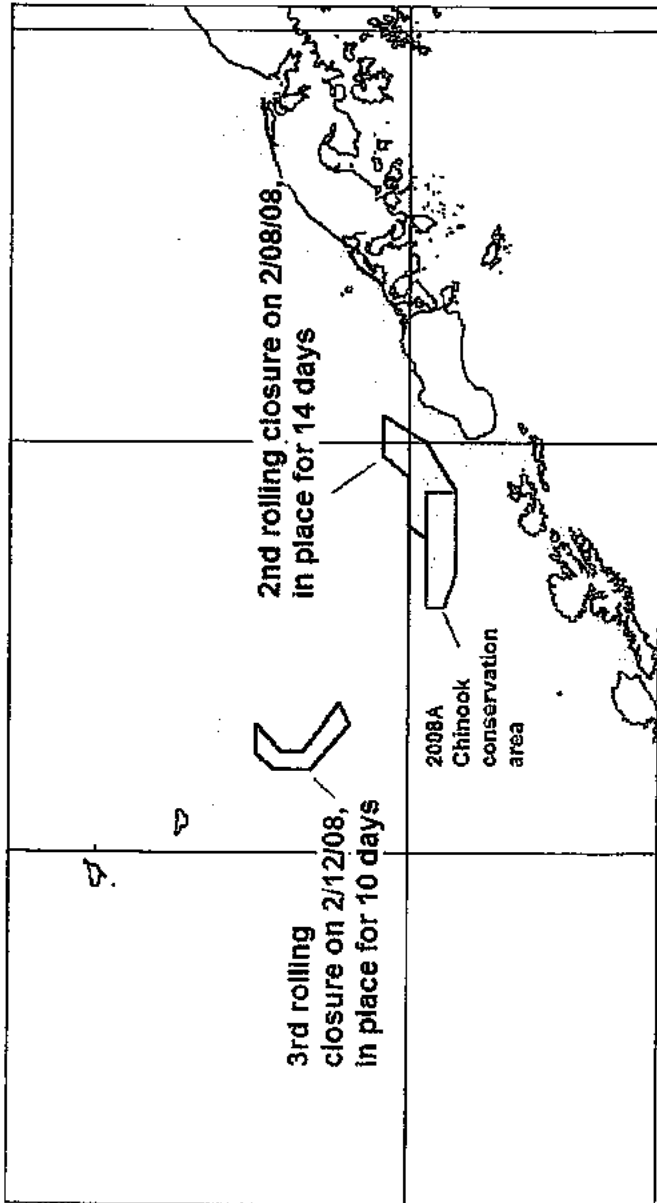 3rd rolling
closure on 2/12/08,
in place for 10 days
2nd rolling closure on 2/08/08,
in place for 14 days
2008A
Chinook
conservation
area